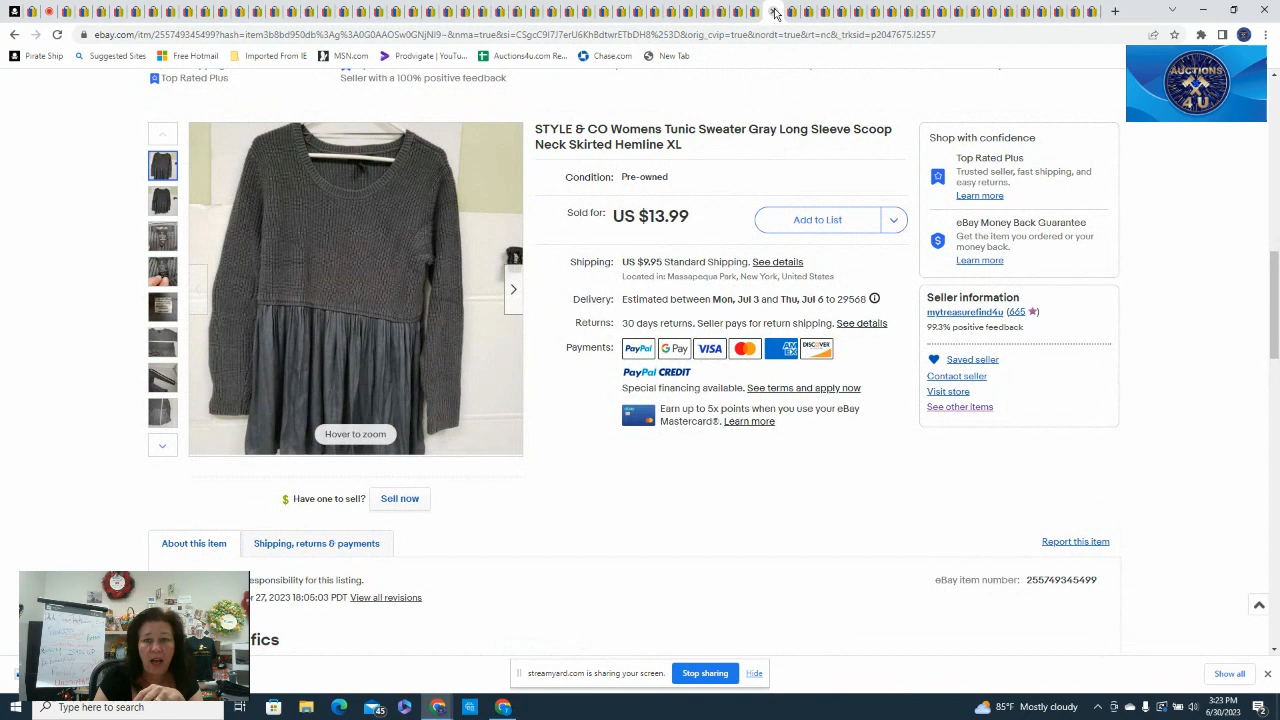 ebay.com/itm/255749345499?hash=item3b8bd950db%3Ag%3A0G0AAOSw0GNjNI9~&nma=true&si=CSgcC9I7J7erU6Kh8dtwrETbDH8%253D&orig_cvip=true&nordt=true&rt=nc&_trksid=p2047675.l2557
Pirate Ship
Suggested Sites
Free Hotmail
Importado From IE
MSN.com
Prodvigate | YouTu...
Auctions4u.com Re...
Chase.com
New Tab
AUCTIONS
4 U
Top Rated Plus
Seller with a 100% positive feedback
STYLE & CO Womens Tunic Sweater Gray Long Sleeve Scoop
Neck Skirted Hemline XL
Condition: Pre-owned
Sold for: US $13.99
Add to List
Shipping: US $9.95 Standard Shipping. See details
Located in: Massapequa Park, New York, United States
Delivery: Estimated between Mon, Jul 3 and Thu, Jul 6 to 29568
Returns: 30 days returns. Seller pays for return shipping. See details
Payments: PayPal G Pay VISA MasterCard AM EX DISCOVER
PayPal CREDIT
Special financing available. See terms and apply now
Earn up to 5x points when you use your eBay
Mastercard®. Learn more
Shop with confidence
Top Rated Plus
Trusted seller, fast shipping, and
easy returns.
Learn more
eBay Money Back Guarantee
Get the item you ordered or your
money back.
Learn more
Seller information
mytreasurefind4u (665)
99.3% positive feedback
Saved seller
Contact seller
Visit store
See other items
Hover to zoom
Have one to sell? Sell now
About this item
Shipping, returns & payments
Report this item
esponsibility for this listing.
eBay item number: 255749345499
27, 2023 18:05:03 PDT View all revisions
fics
streamyard.com is sharing your screen.
Stop sharing
Hide
Show all
Type here to search
45
85°F Mostly cloudy
3:23 PM
6/30/2023
2